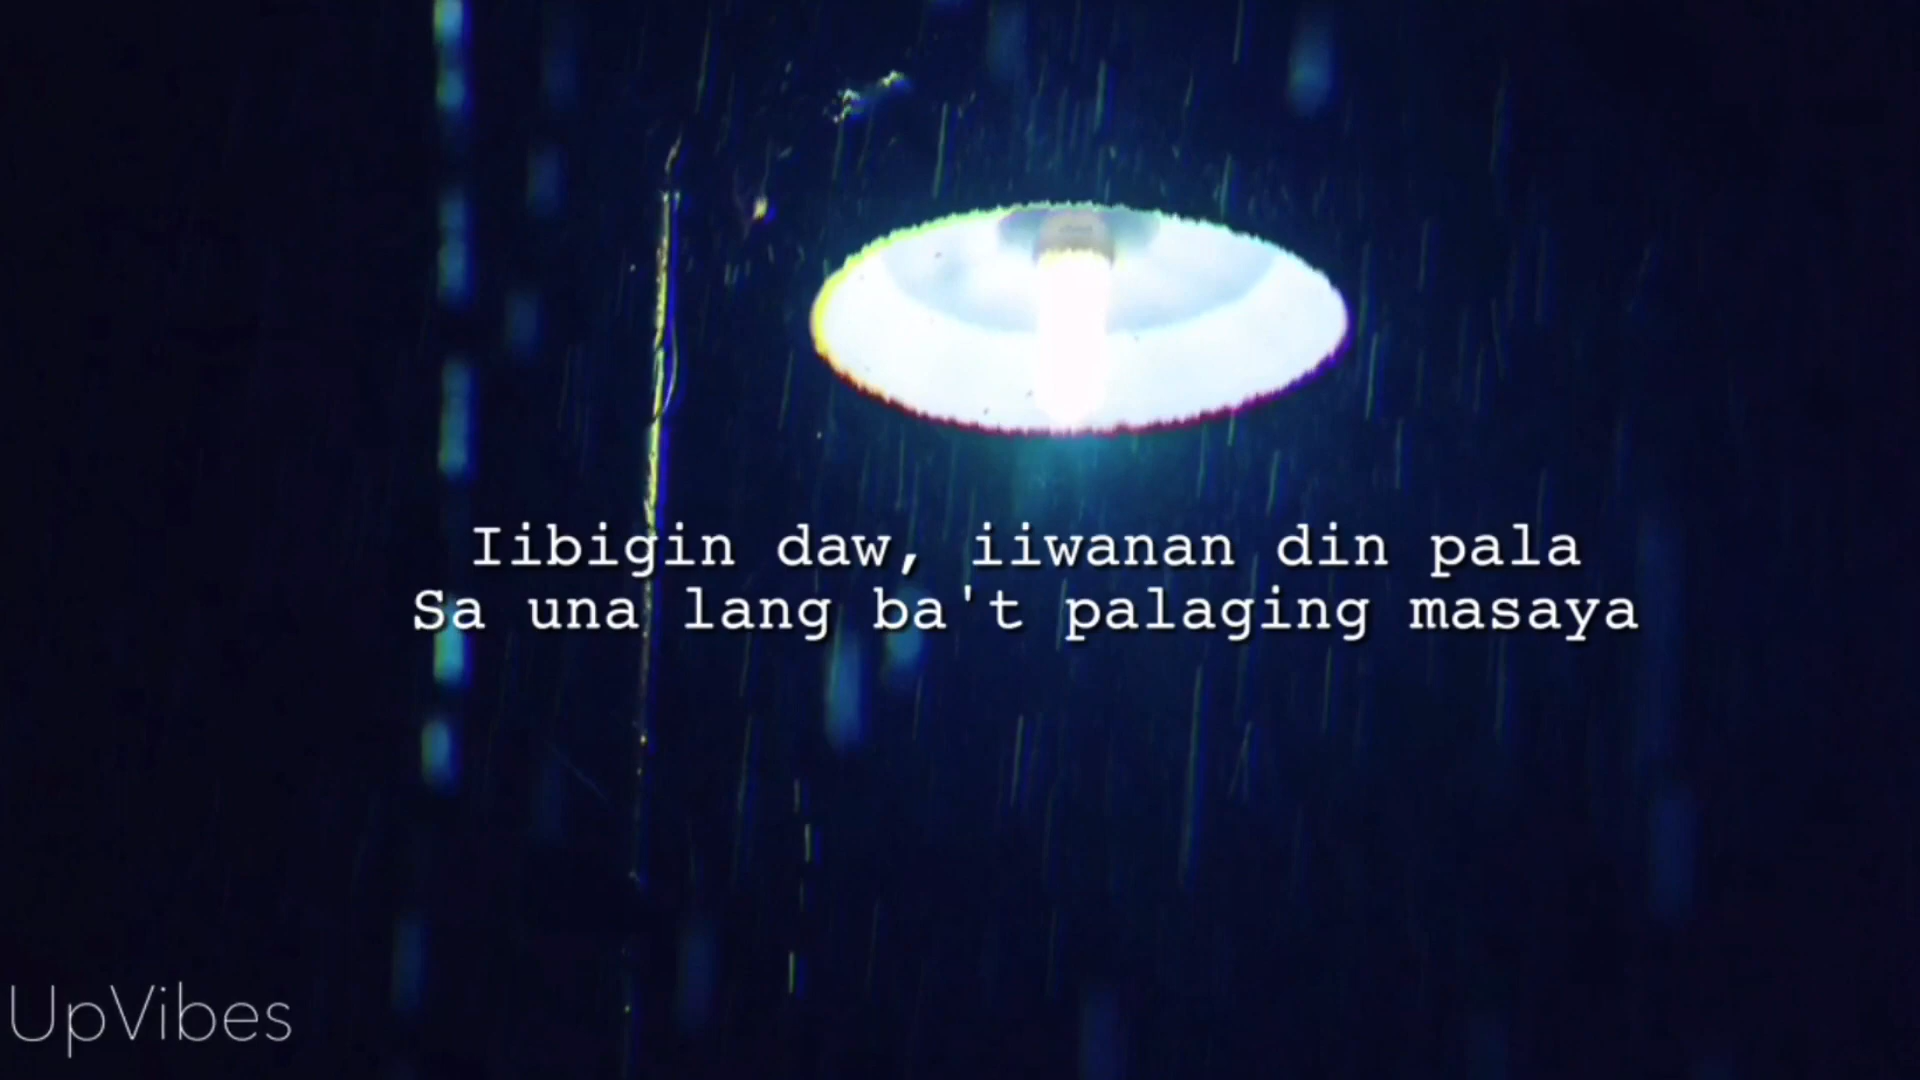 Iibigin daw, iiwanan din pala
Sa una lang ba't palaging masaya
UpVibes